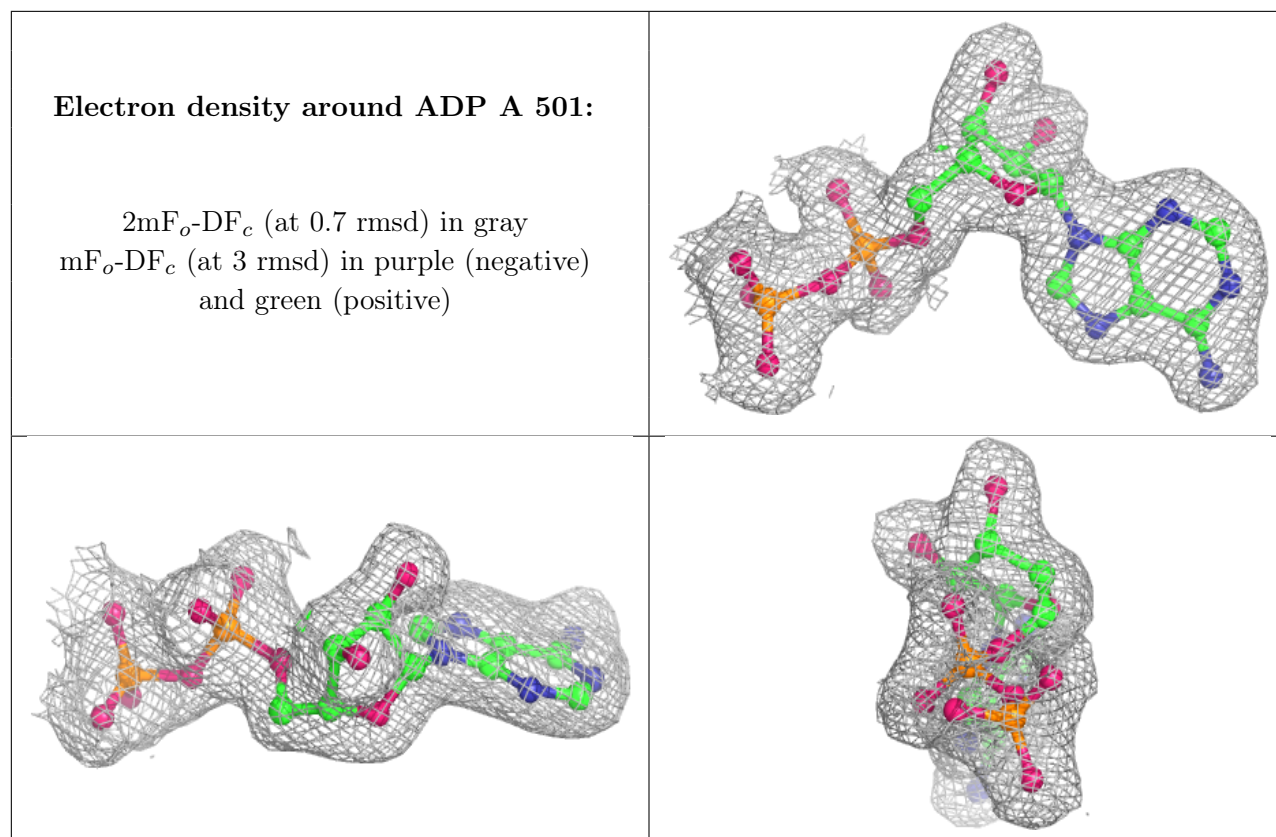 Electron density around ADP A 501:
2mFo-DFc (at 0.7 rmsd) in gray
mFo-DFc (at 3 rmsd) in purple (negative)
and green (positive)